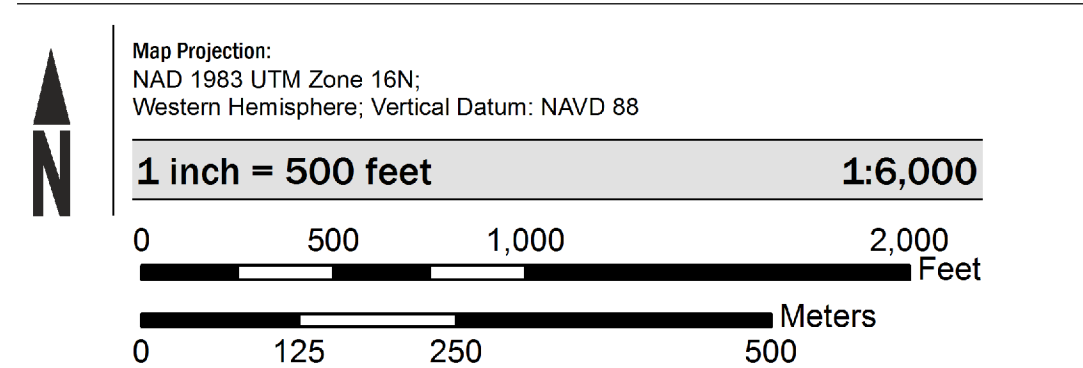 Map Projection:
NAD 1983 UTM Zone 16N;
Western Hemisphere; Vertical Datum: NAVD 88
N
1 inch = 500 feet 1:6,000
0 500 1,000 2,000
Feet
Meters
0 125 250 500